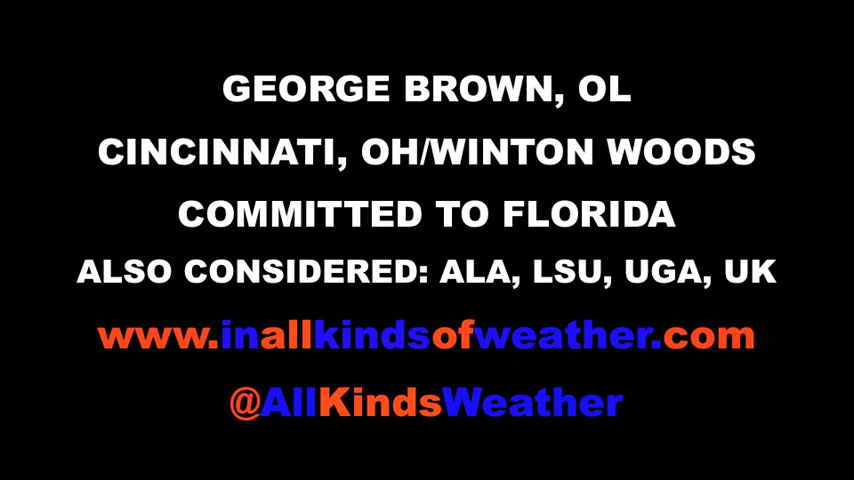 GEORGE BROWN, OL
CINCINNATI, OH/WINTON WOODS
COMMITTED TO FLORIDA
ALSO CONSIDERED: ALA, LSU, UGA, UK
www.inallkindsofweather.com
@AllKindsWeather